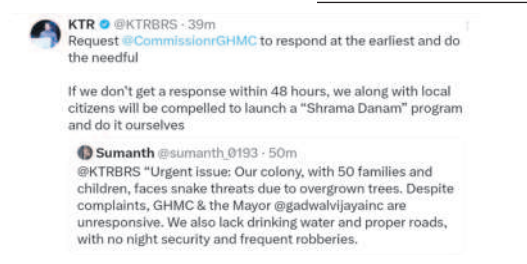 KTR @KTRBRS · 39m
Request @CommissionrGHMC to respond at the earliest and do
the needful
If we don't get a response within 48 hours, we along with local
citizens will be compelled to launch a “Shrama Danam” program
and do it ourselves
Sumanth @sumanth_0193 · 50m
@KTRBRS “Urgent issue: Our colony, with 50 families and
children, faces snake threats due to overgrown trees. Despite
complaints, GHMC & the Mayor @gadwalvijayainc are
unresponsive. We also lack drinking water and proper roads,
with no night security and frequent robberies.